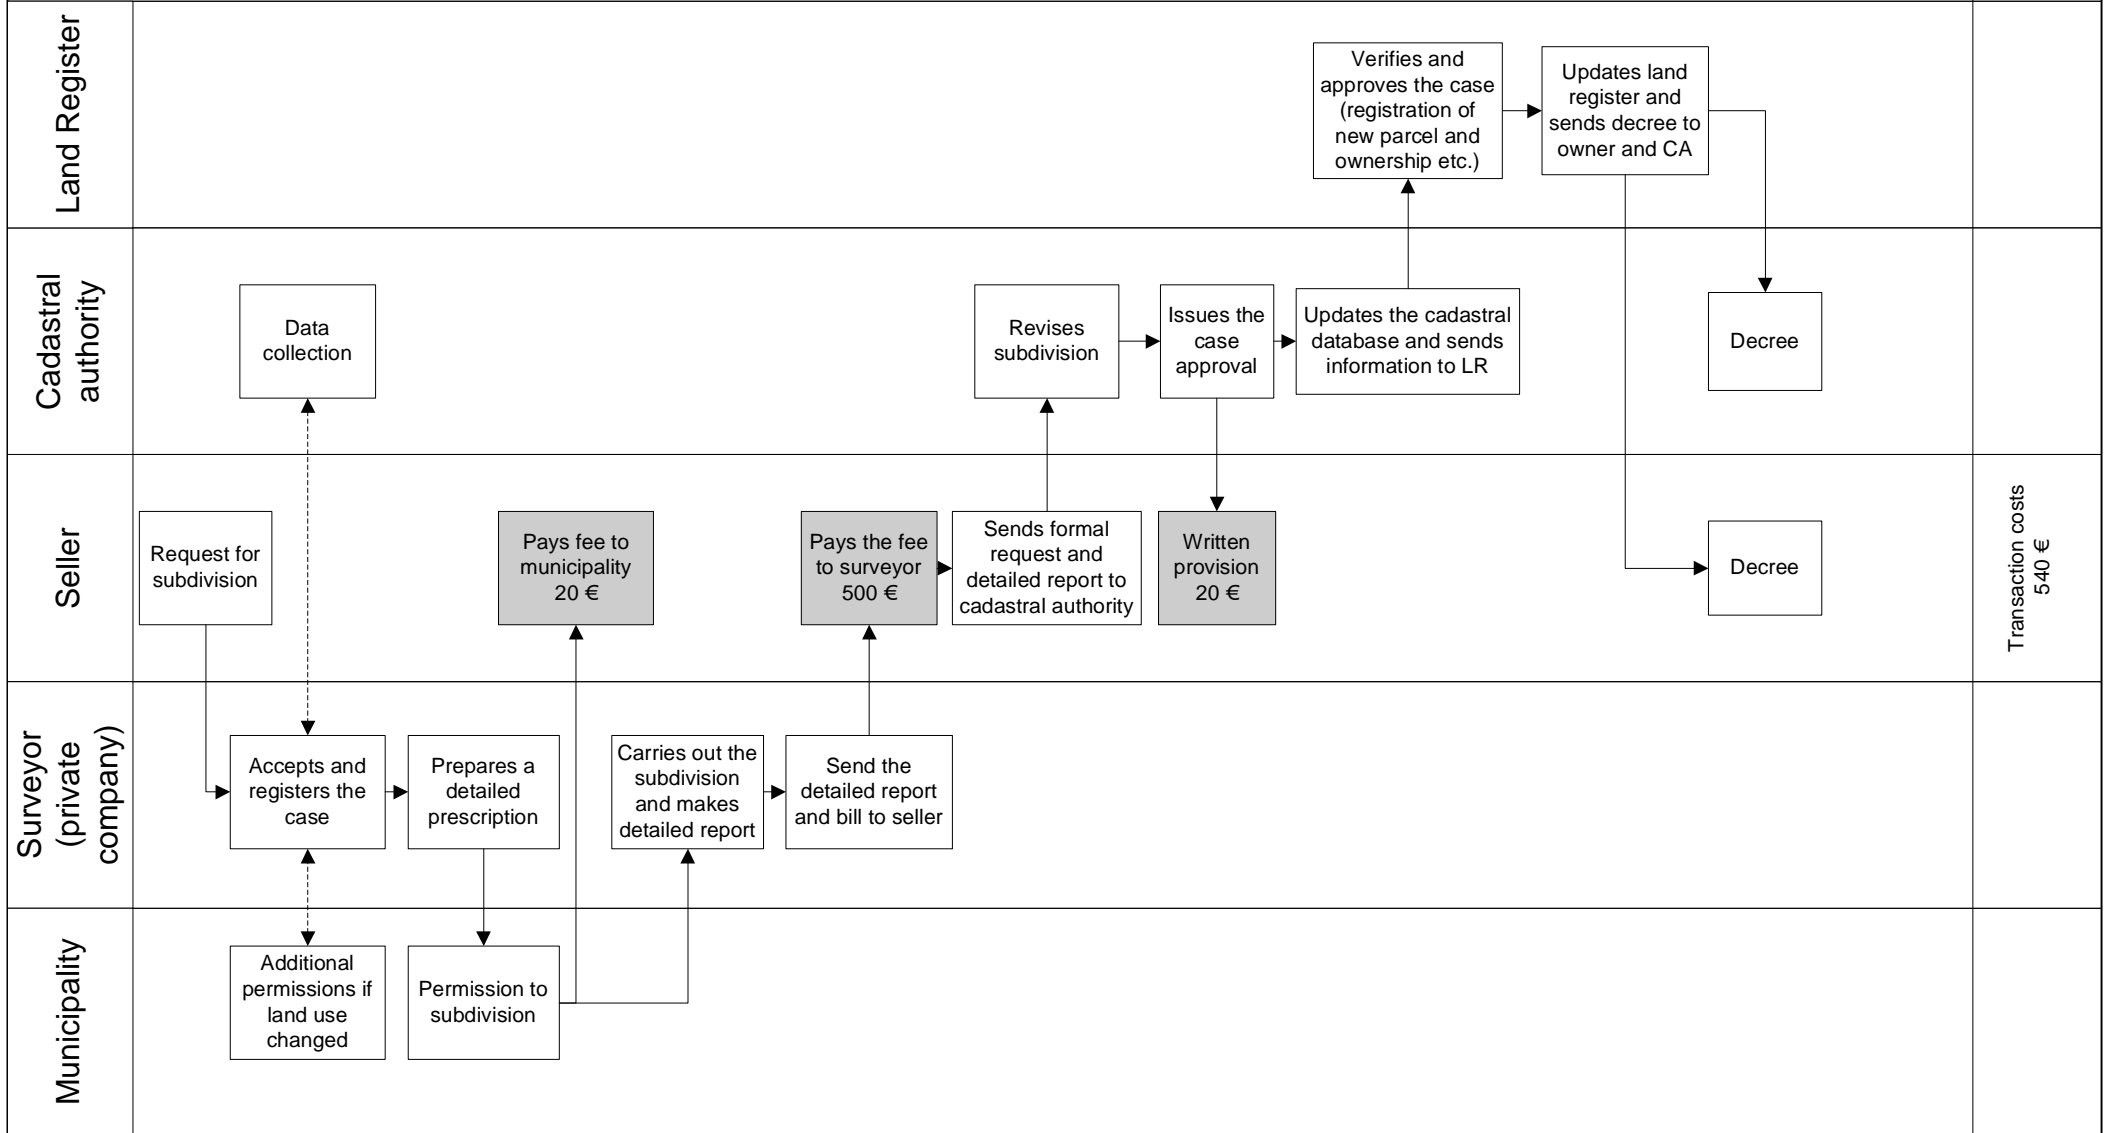 Land Register
Verifies and
approves the case
(registration of
new parcel and
ownership etc.)
Updates land
register and
sends decree to
owner and CA
Cadastral
authority
Data
collection
Revises
subdivision
Issues the
case
approval
Updates the cadastral
database and sends
information to LR
Decree
Seller
Request for
subdivision
Pays fee to
municipality
20 €
Pays the fee
to surveyor
500 €
Sends formal
request and
detailed report to
cadastral authority
Written
provision
20 €
Decree
Transaction costs
540 €
Surveyor
(private
company)
Accepts and
registers the
case
Prepares a
detailed
prescription
Carries out the
subdivision
and makes
detailed report
Send the
detailed report
and bill to seller
Municipality
Additional
permissions if
land use
changed
Permission to
subdivision